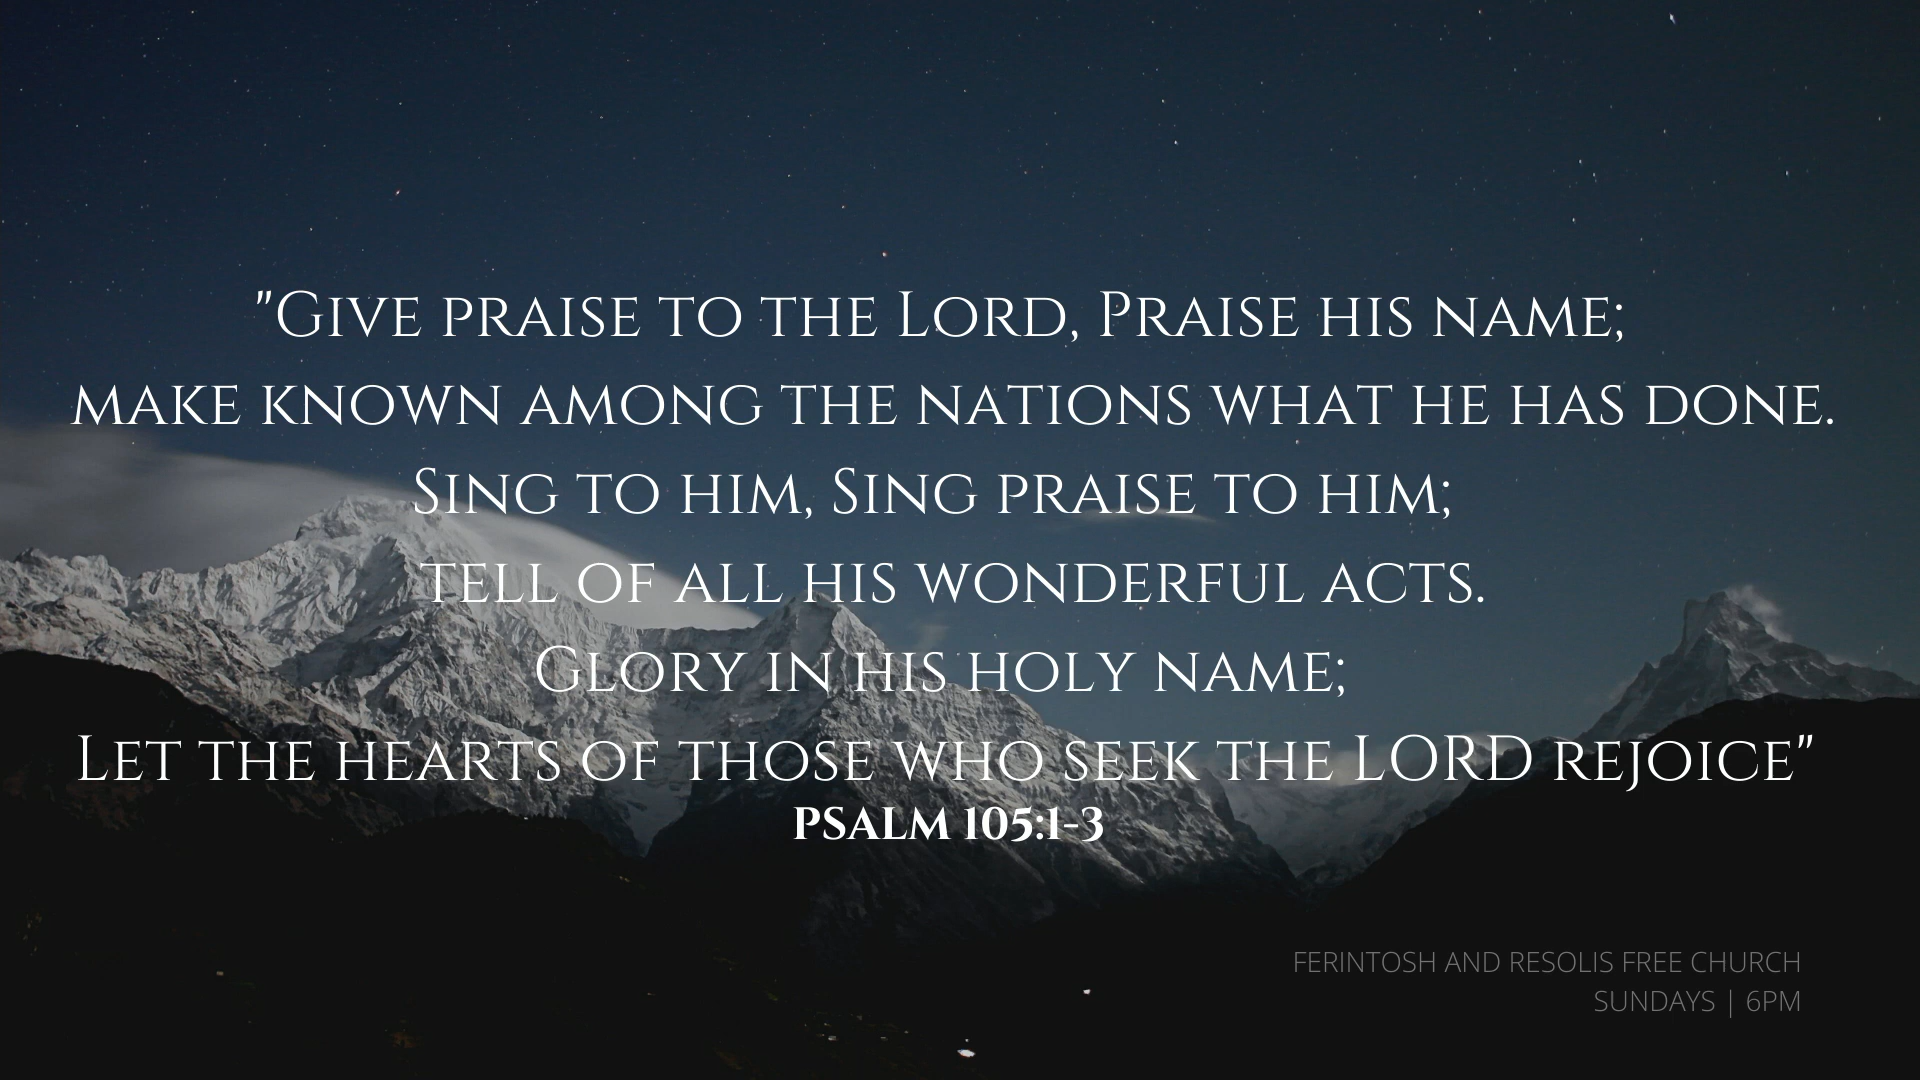 "Give praise to the Lord, Praise his name;
make known among the nations what he has done.
Sing to him, Sing praise to him;
tell of all his wonderful acts.
Glory in his holy name;
Let the hearts of those who seek the LORD rejoice"
PSALM 105:1-3
FERINTOSH AND RESOLIS FREE CHURCH
SUNDAYS | 6PM